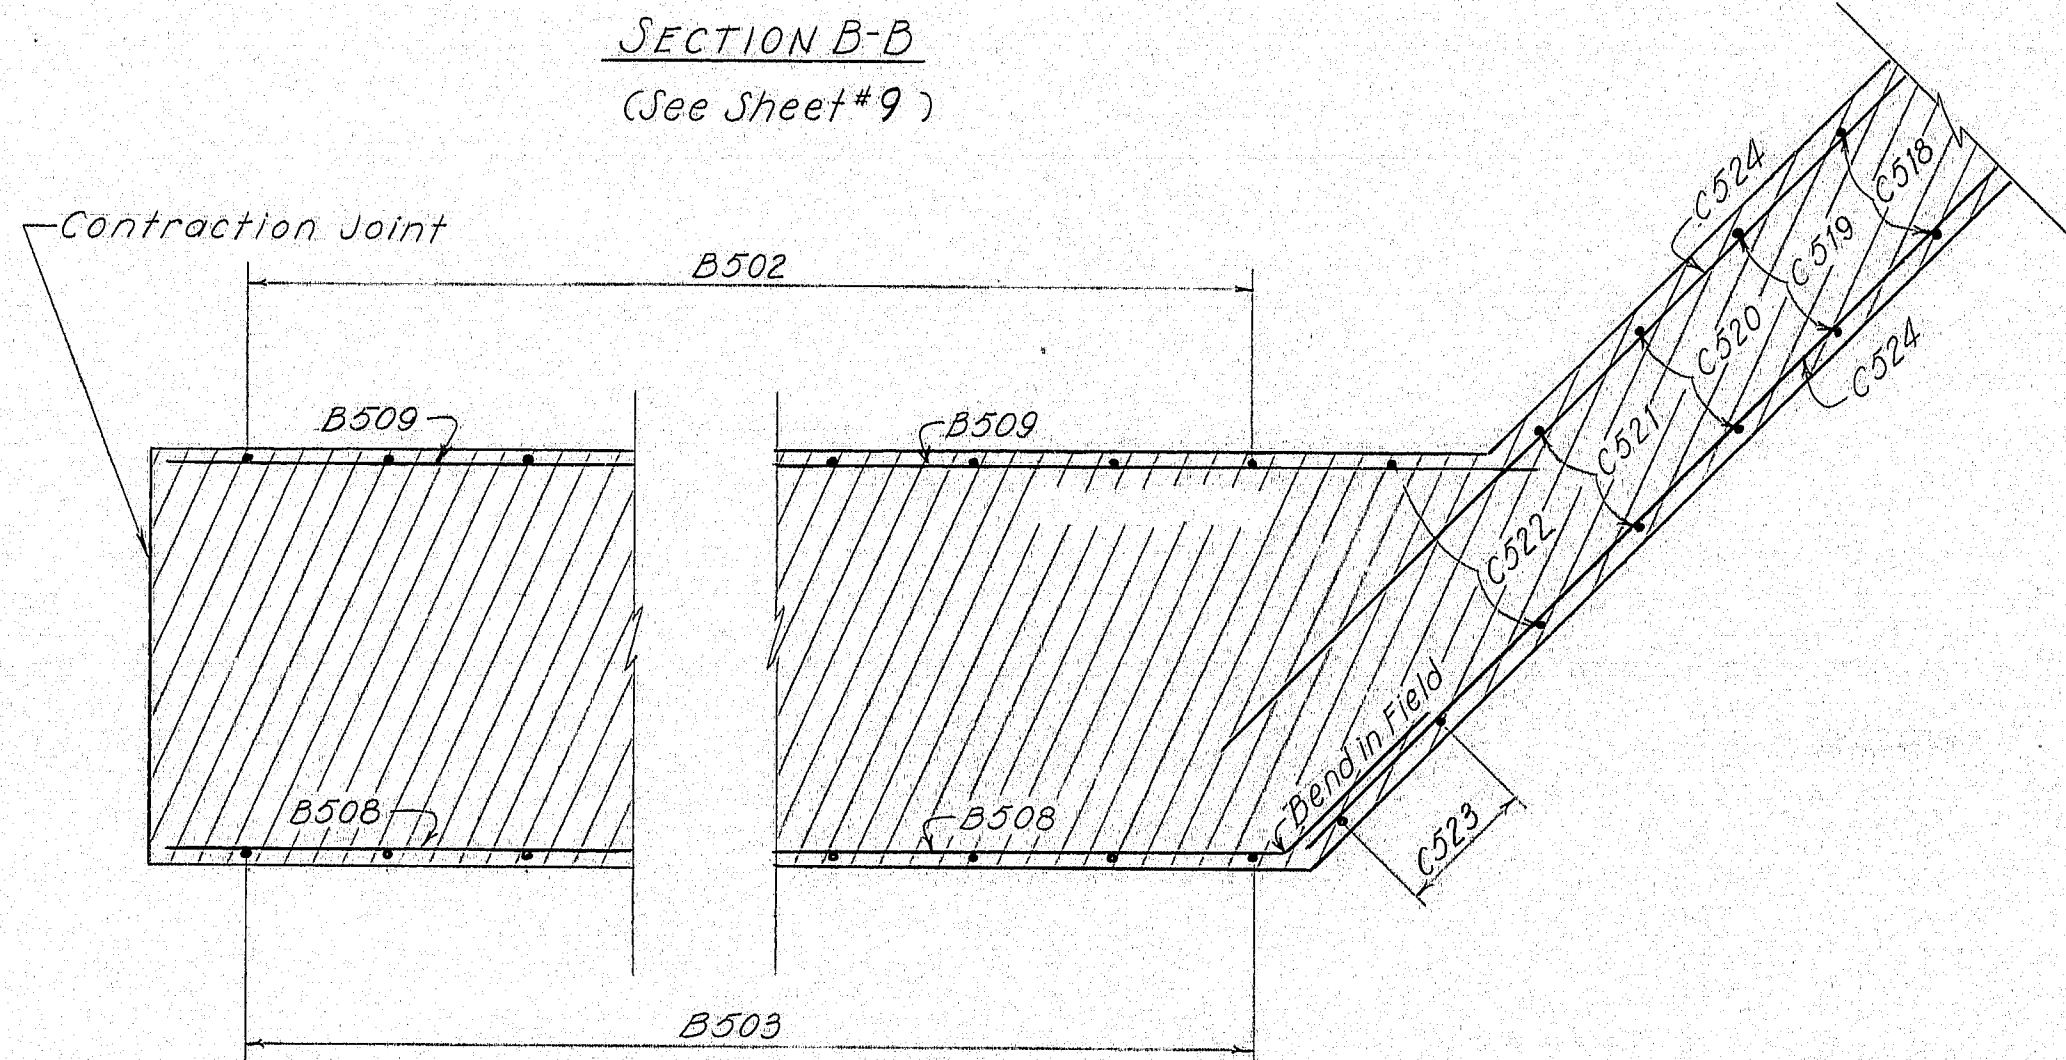 SECTION B-B
(See Sheet #9)
Contraction Joint
B502
B509
B509
B508
B508
B503
C524
C518
C519
C520
C524
C521
C522
Bend in Field
C523